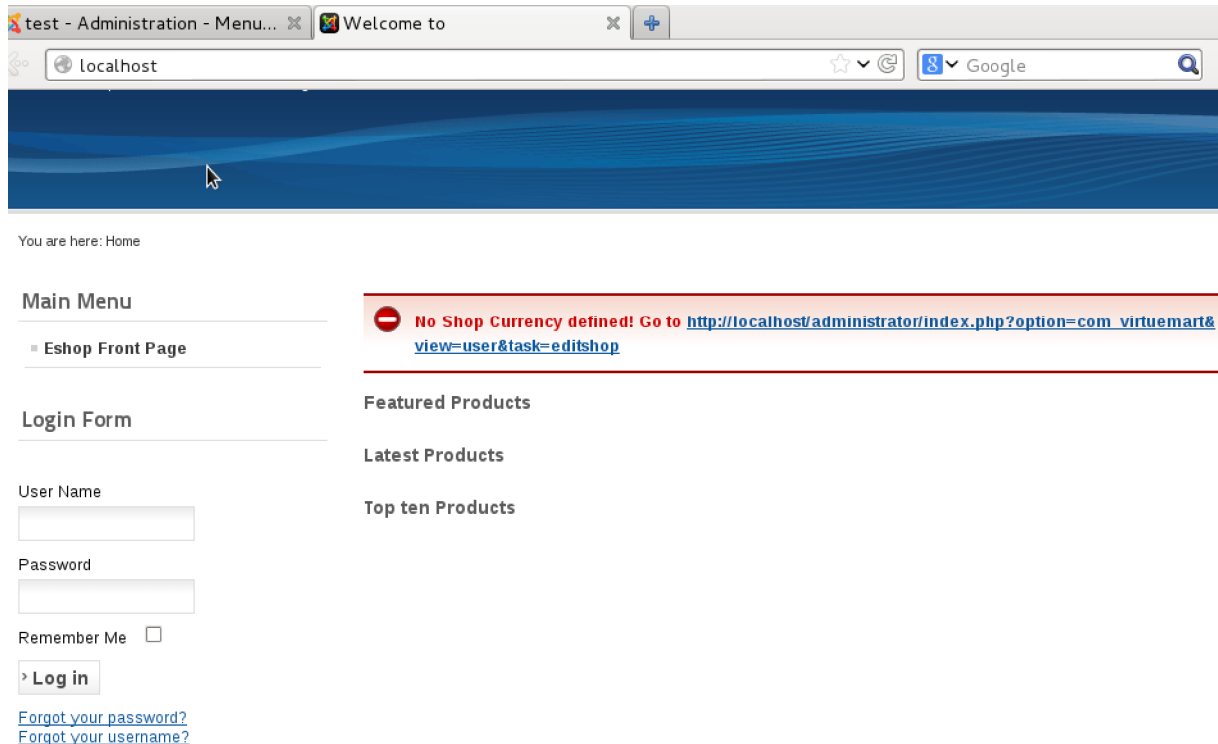 test - Administration - Menu...
Welcome to
localhost
8
Google
You are here: Home
Main Menu
Eshop Front Page
Login Form
User Name
Password
Remember Me
Log in
Forgot your password?
Forgot your username?
No Shop Currency defined! Go to http://localhost/administrator/index.php?option=com_virtuemart&
view=user&task=editshop
Featured Products
Latest Products
Top ten Products